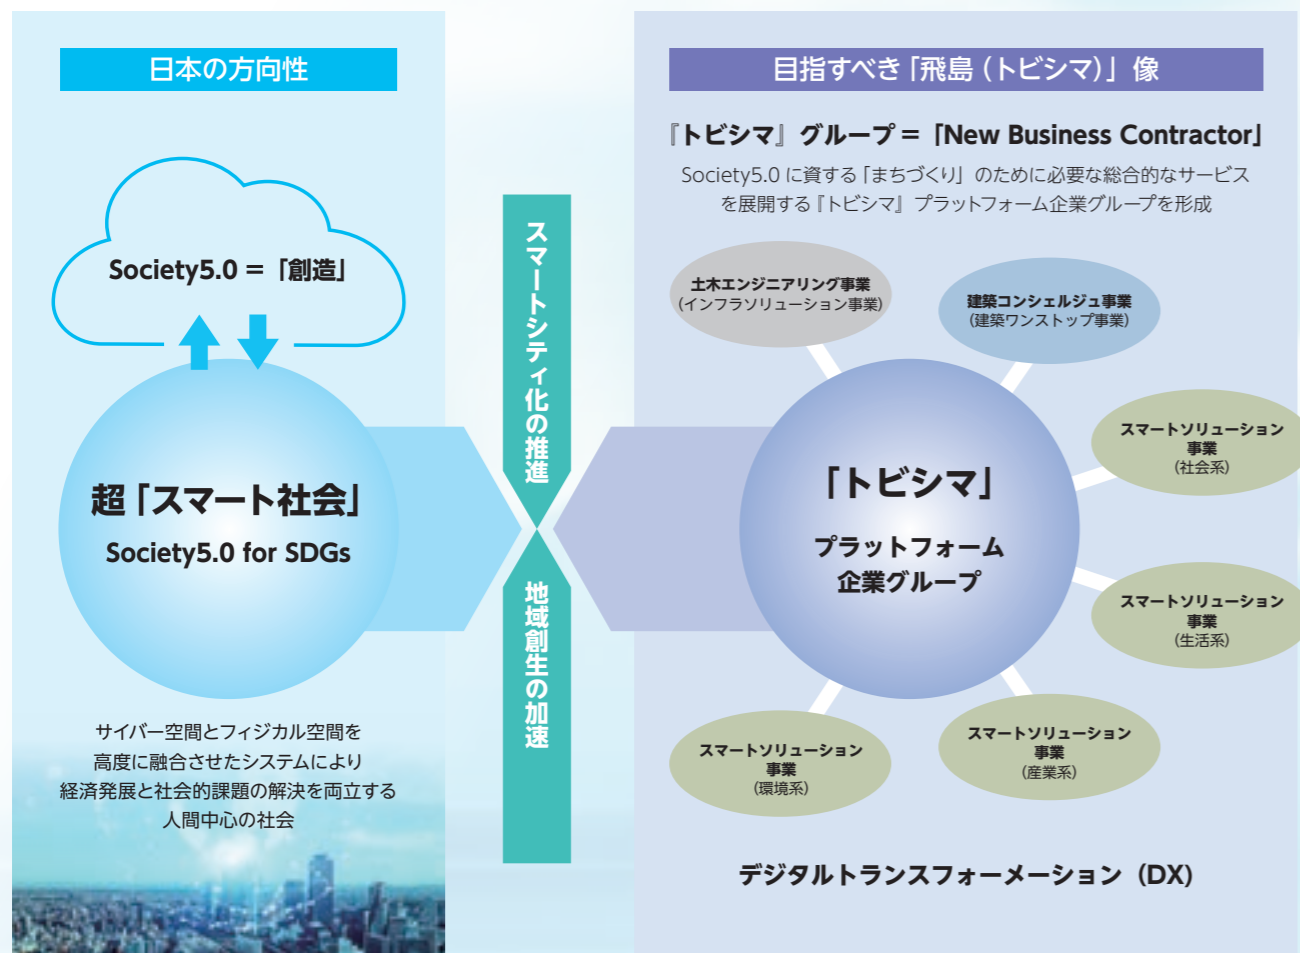 日本の方向性
Society5.0 =「創造」
超「スマート社会」
Society5.0 for SDGs
サイバー空間とフィジカル空間を
高度に融合させたシステムにより
経済発展と社会的課題の解決を両立する
人間中心の社会
スマートシティ化の推進
地域創生の加速
目指すべき「飛島（トビシマ）」像
『トビシマ』グループ＝「New Business Contractor」
Society5.0 に資する「まちづくり」のために必要な総合的なサービス
を展開する『トビシマ』プラットフォーム企業グループを形成
土木エンジニアリング事業
（インフラソリューション事業）
建築コンシェルジュ事業
（建築ワンストップ事業）
スマートソリューション
事業
（社会系）
スマートソリューション
事業
（生活系）
スマートソリューション
事業
（産業系）
スマートソリューション
事業
（環境系）
「トビシマ」
プラットフォーム
企業グループ
デジタルトランスフォーメーション（DX）